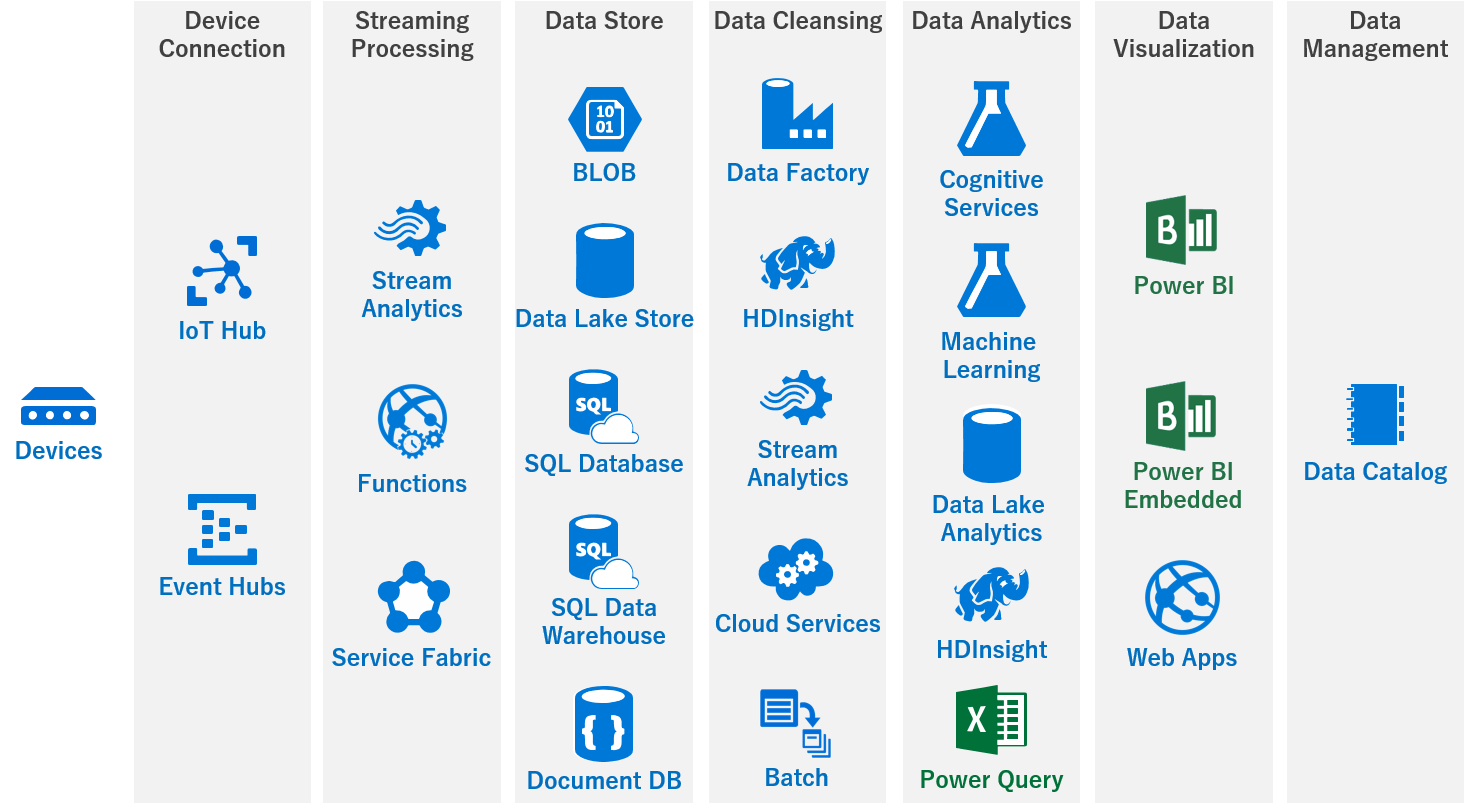 Device
Connection
Streaming
Processing
Data Store
Data Cleansing
Data Analytics
Data
Visualization
Data
Management
Devices
IoT Hub
Event Hubs
Stream
Analytics
Functions
Service Fabric
10
01
BLOB
Data Lake Store
SQL
SQL Database
SQL
SQL Data
Warehouse
{ }
Document DB
Data Factory
HDInsight
Stream
Analytics
Cloud Services
Batch
Cognitive
Services
Machine
Learning
Data Lake
Analytics
HDInsight
X
Power Query
B
Power BI
B
Power BI
Embedded
Web Apps
Data Catalog